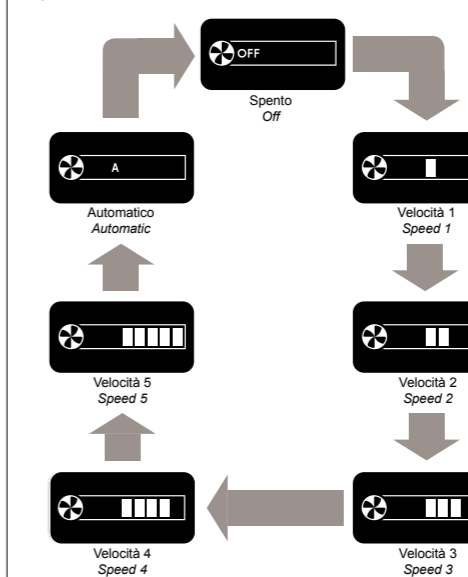 OFF
Spento
Off
A
Automatico
Automatic
Velocità 1
Speed 1
Velocità 5
Speed 5
Velocità 2
Speed 2
Velocità 4
Speed 4
Velocità 3
Speed 3